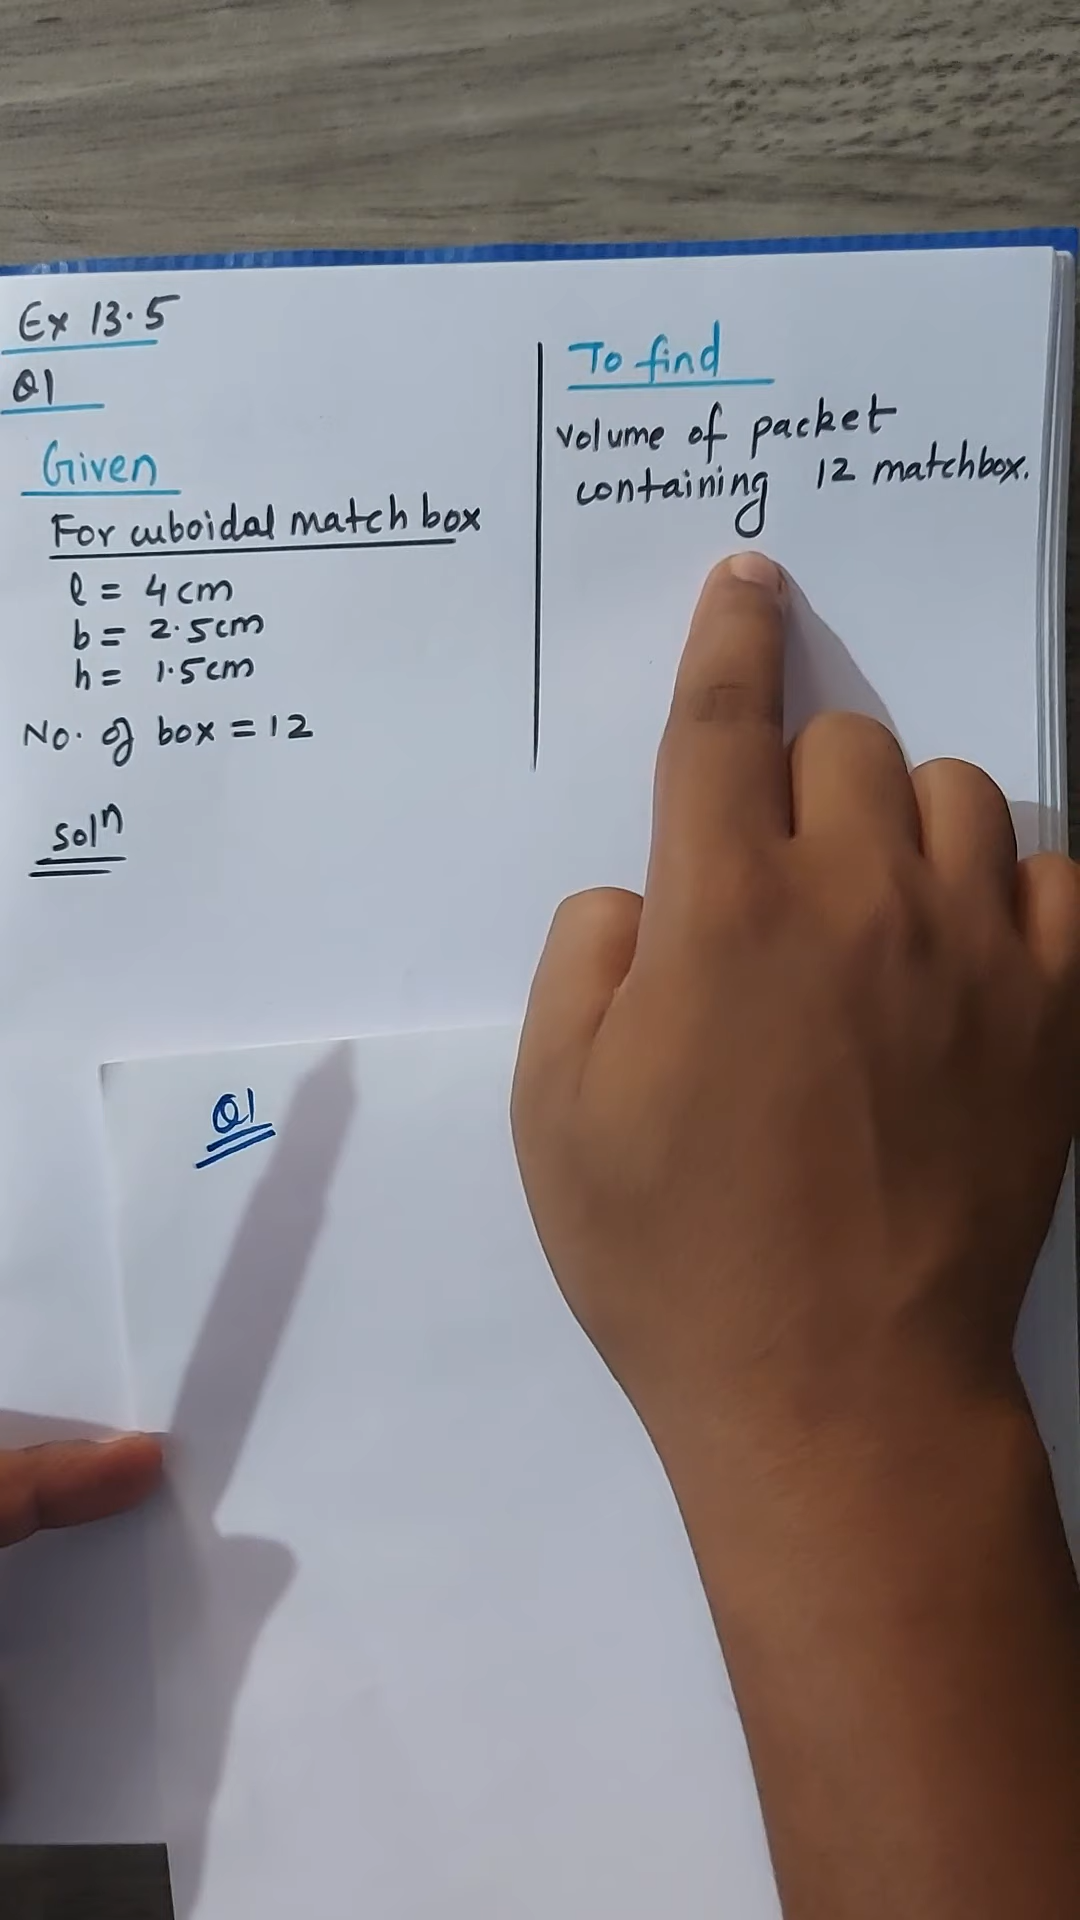 Ex 13.5
Q1
Given
For cuboidal match box
l = 4cm
b = 2.5cm
h = 1.5cm
No. of box = 12
Soln
To find
volume of packet
containing 12 matchbox.
Q1